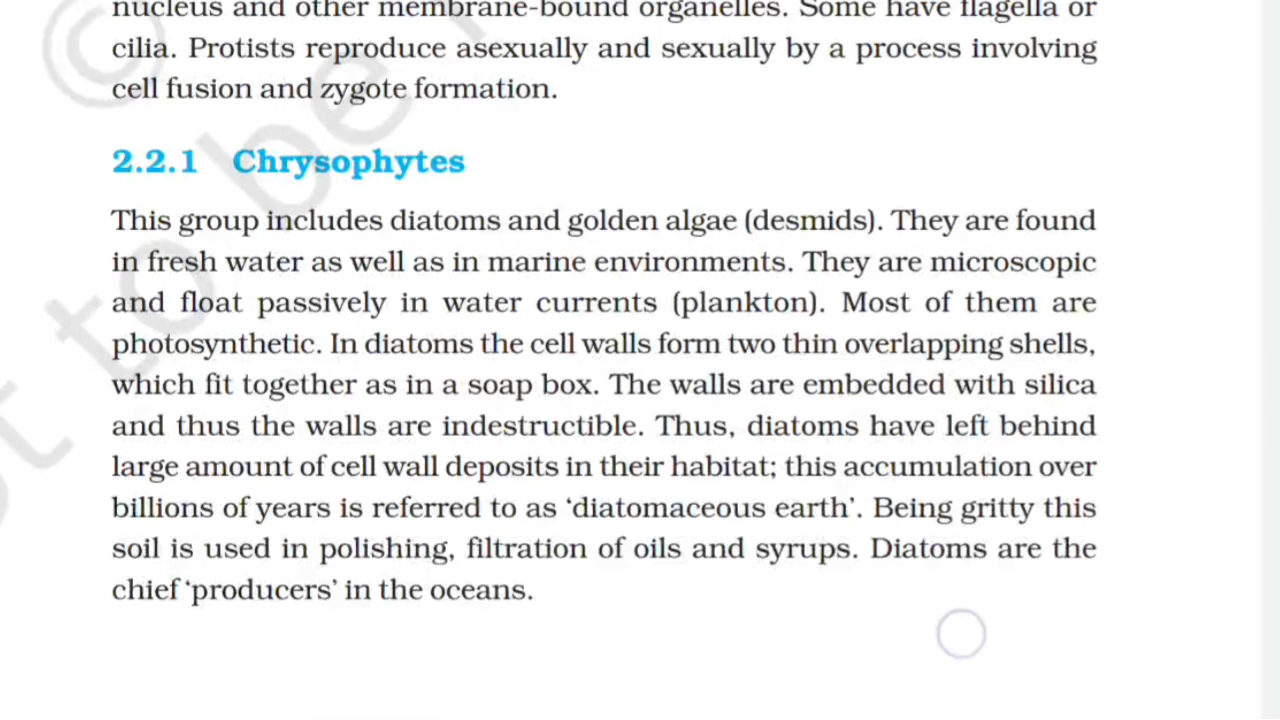 nucleus and other membrane-bound organelles. Some have flagella or
cilia. Protists reproduce asexually and sexually by a process involving
cell fusion and zygote formation.
2.2.1 Chrysophytes
This group includes diatoms and golden algae (desmids). They are found
in fresh water as well as in marine environments. They are microscopic
and float passively in water currents (plankton). Most of them are
photosynthetic. In diatoms the cell walls form two thin overlapping shells,
which fit together as in a soap box. The walls are embedded with silica
and thus the walls are indestructible. Thus, diatoms have left behind
large amount of cell wall deposits in their habitat; this accumulation over
billions of years is referred to as ‘diatomaceous earth’. Being gritty this
soil is used in polishing, filtration of oils and syrups. Diatoms are the
chief ‘producers’ in the oceans.
©
to be